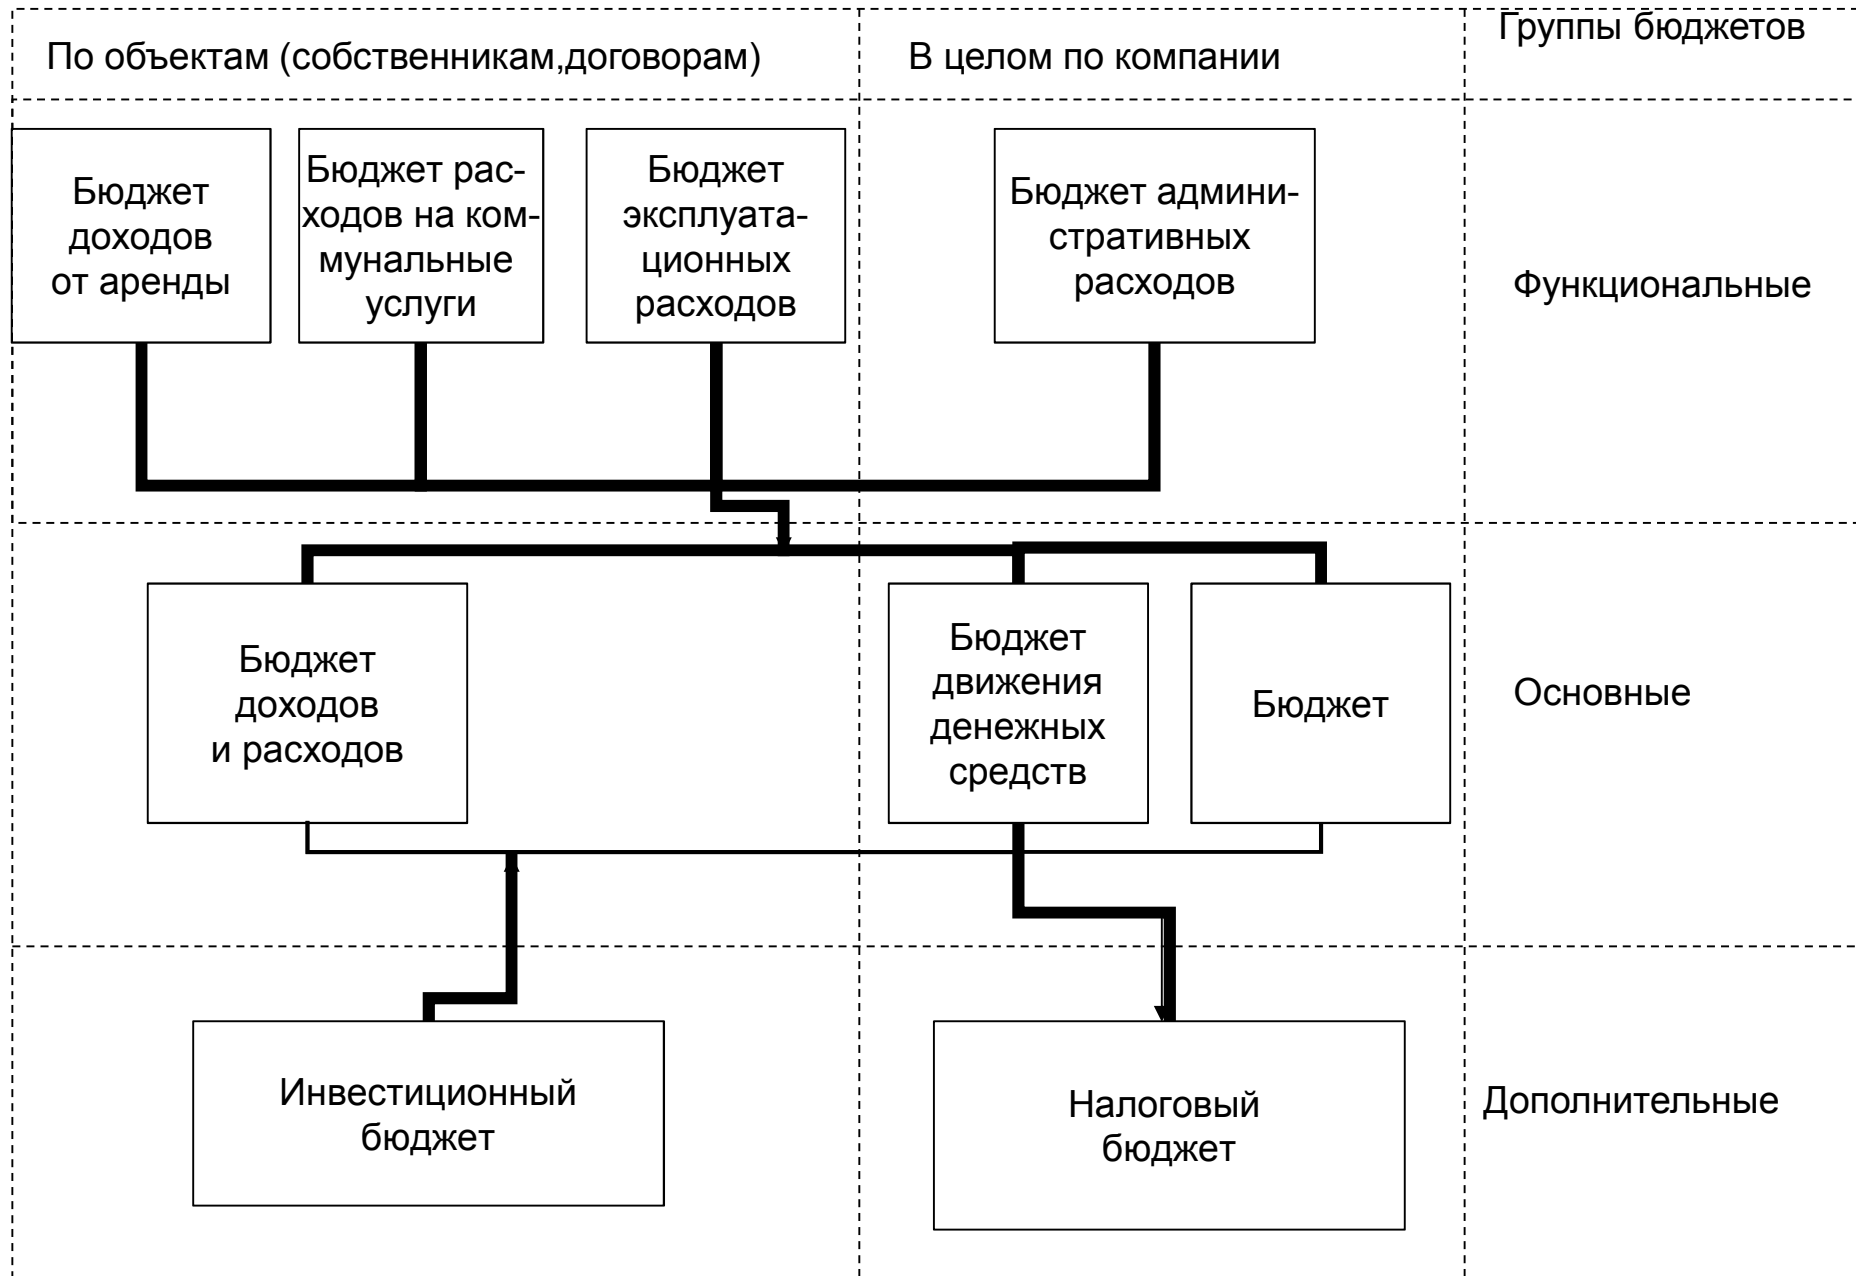 По объектам (собственникам,договорам)
В целом по компании
Группы бюджетов
Бюджет
доходов
от аренды
Бюджет рас-
ходов на ком-
мунальные
услуги
Бюджет
эксплуата-
ционных
расходов
Бюджет админи-
стративных
расходов
Функциональные
Бюджет
доходов
и расходов
Бюджет
движения
денежных
средств
Бюджет
Основные
Инвестиционный
бюджет
Налоговый
бюджет
Дополнительные